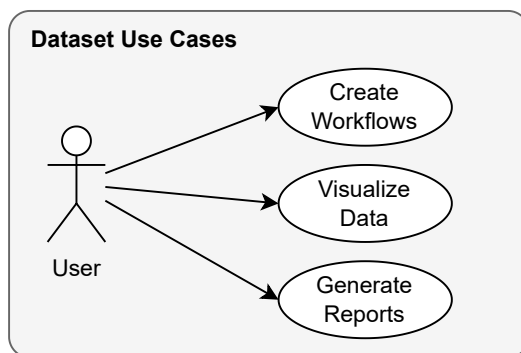 Dataset Use Cases
Create
Workflows
Visualize
Data
User
Generate
Reports